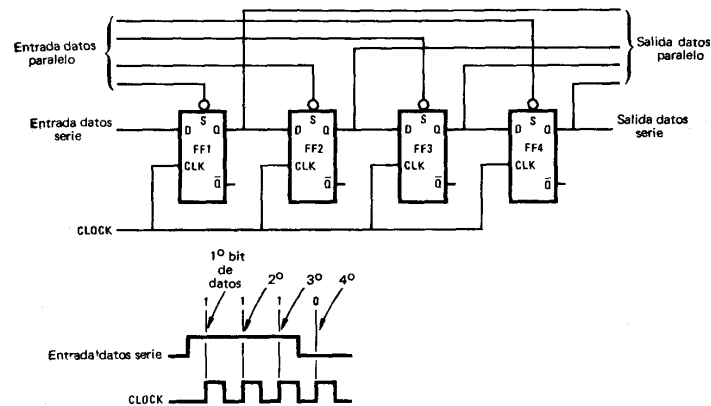 Entrada datos
paralelo
Salida datos
paralelo
Entrada datos
serie
D S Q
FF1
CLK
Q̅
D S Q
FF2
CLK
Q̅
D S Q
FF3
CLK
Q̅
D S Q
FF4
CLK
Q̅
Salida datos
serie
CLOCK
1º bit
de
datos
2º
3º
4º
1 1 1 0
Entrada datos serie
CLOCK